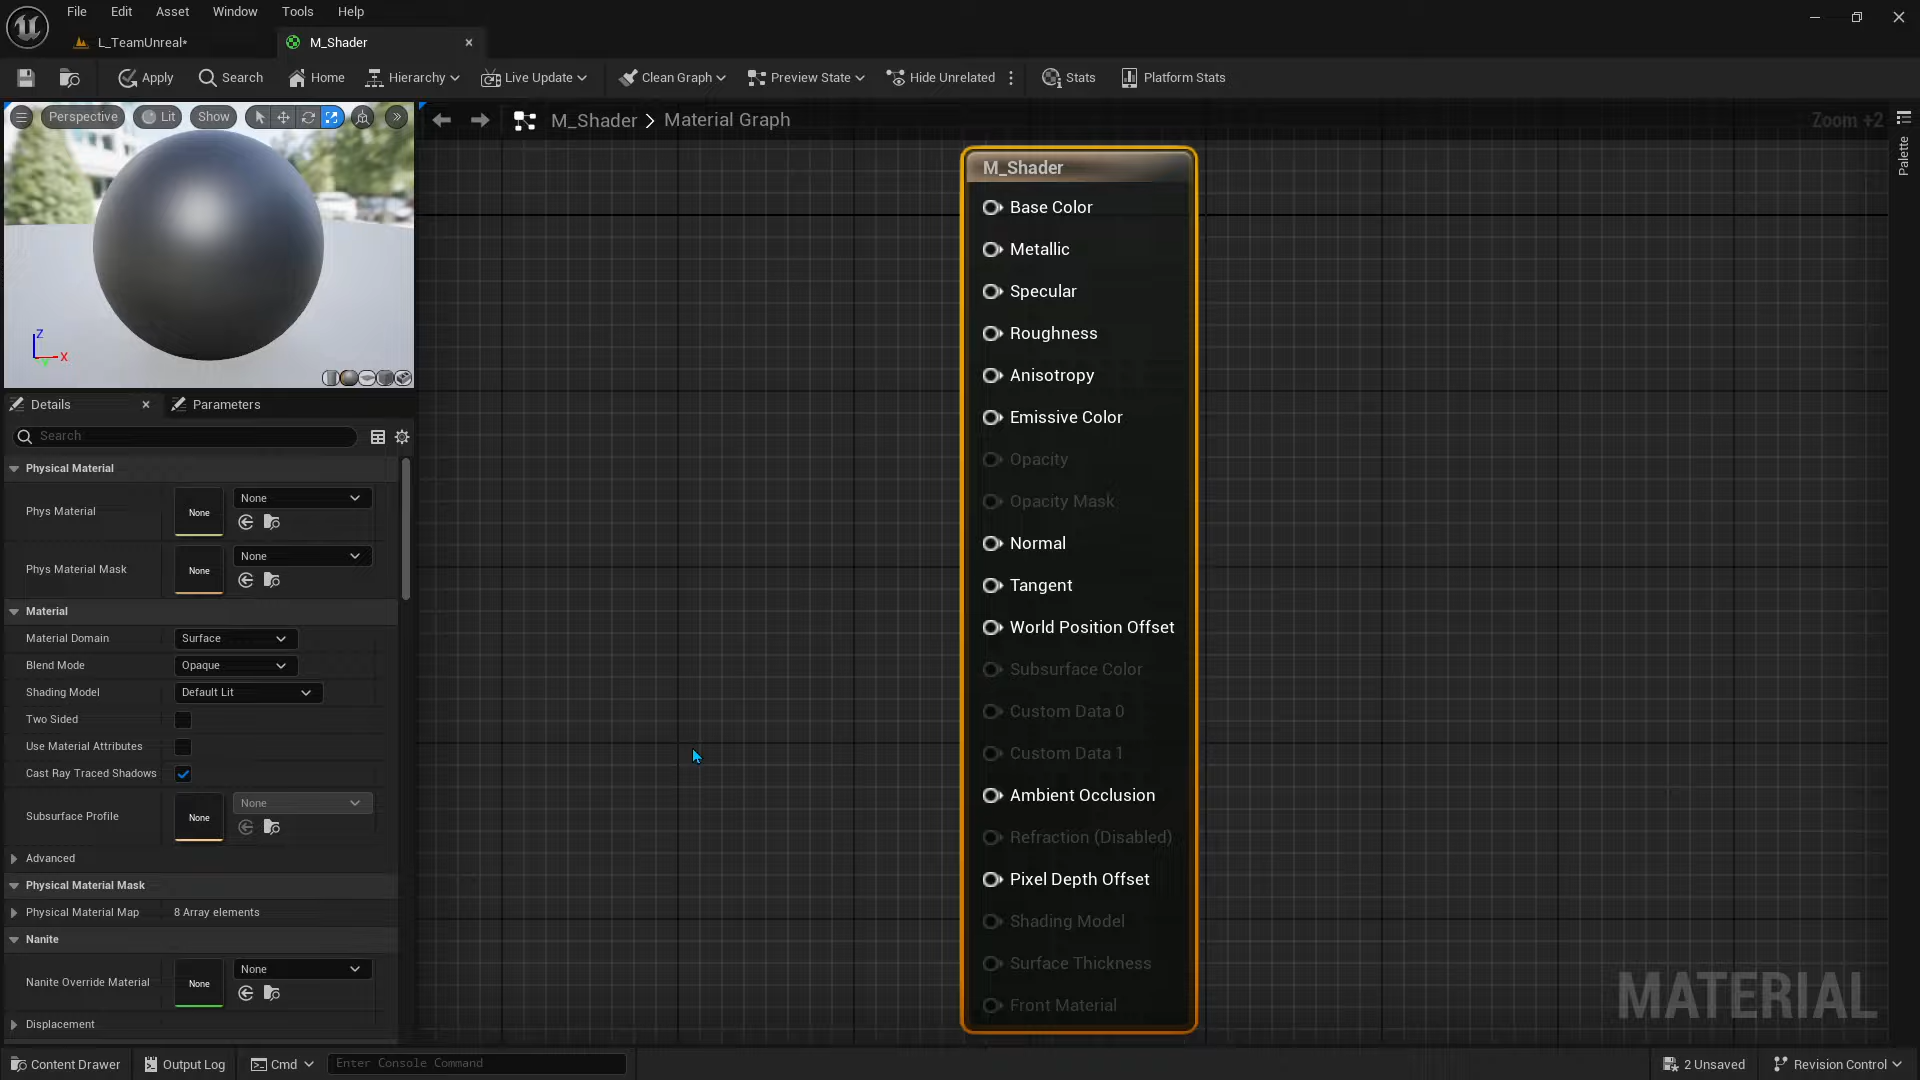 File Edit Asset Window Tools Help
L_TeamUnreal* M_Shader
Apply Search Home Hierarchy Live Update Clean Graph Preview State Hide Unrelated Stats Platform Stats
Perspective Lit Show
M_Shader > Material Graph
Zoom +2
Palette
Z
X
Y
Details Parameters
Search
Physical Material
Phys Material None None
Phys Material Mask None None
Material
Material Domain Surface
Blend Mode Opaque
Shading Model Default Lit
Two Sided
Use Material Attributes
Cast Ray Traced Shadows
Subsurface Profile None None
Advanced
Physical Material Mask
Physical Material Map 8 Array elements
Nanite
Nanite Override Material None None
Displacement
M_Shader
Base Color
Metallic
Specular
Roughness
Anisotropy
Emissive Color
Opacity
Opacity Mask
Normal
Tangent
World Position Offset
Subsurface Color
Custom Data 0
Custom Data 1
Ambient Occlusion
Refraction (Disabled)
Pixel Depth Offset
Shading Model
Surface Thickness
Front Material
MATERIAL
Content Drawer Output Log Cmd Enter Console Command 2 Unsaved Revision Control